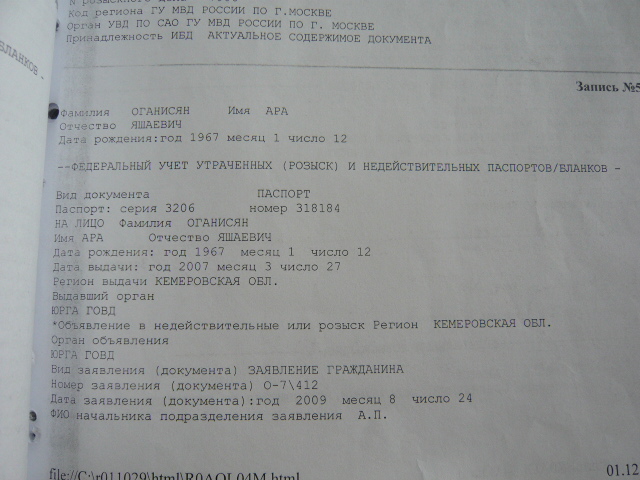 Код региона ГУ МВД РОССИИ ПО Г.МОСКВЕ
Орган УВД ПО САО ГУ МВД РОССИИ ПО Г. МОСКВЕ
Принадлежность ИБД АКТУАЛЬНОЕ СОДЕРЖИМОЕ ДОКУМЕНТА
БЛАНКОВ -
Запись №5
Фамилия ОГАНИСЯН Имя АРА
Отчество ЯШАЕВИЧ
Дата рождения:год 1967 месяц 1 число 12
--ФЕДЕРАЛЬНЫЙ УЧЕТ УТРАЧЕННЫХ (РОЗЫСК) И НЕДЕЙСТВИТЕЛЬНЫХ ПАСПОРТОВ/БЛАНКОВ -
Вид документа ПАСПОРТ
Паспорт: серия 3206 номер 318184
НА ЛИЦО Фамилия ОГАНИСЯН
Имя АРА Отчество ЯШАЕВИЧ
Дата рождения: год 1967 месяц 1 число 12
Дата выдачи: год 2007 месяц 3 число 27
Регион выдачи КЕМЕРОВСКАЯ ОБЛ.
Выдавший орган
ЮРГА ГОВД
*Объявление в недействительные или розыск Регион КЕМЕРОВСКАЯ ОБЛ.
Орган объявления
ЮРГА ГОВД
Вид заявления (документа) ЗАЯВЛЕНИЕ ГРАЖДАНИНА
Номер заявления (документа) О-7\412
Дата заявления (документа):год 2009 месяц 8 число 24
ФИО начальника подразделения заявления А.П.
file://C:\r011029\html\R0AOL04M.html
01.12